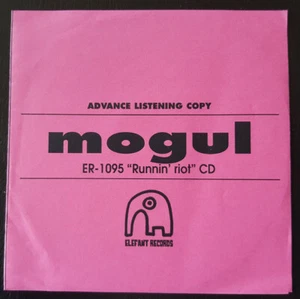 ADVANCE LISTENING COPY
mogul
ER-1095 "Runnin' riot" CD
ELEFANT RECORDS